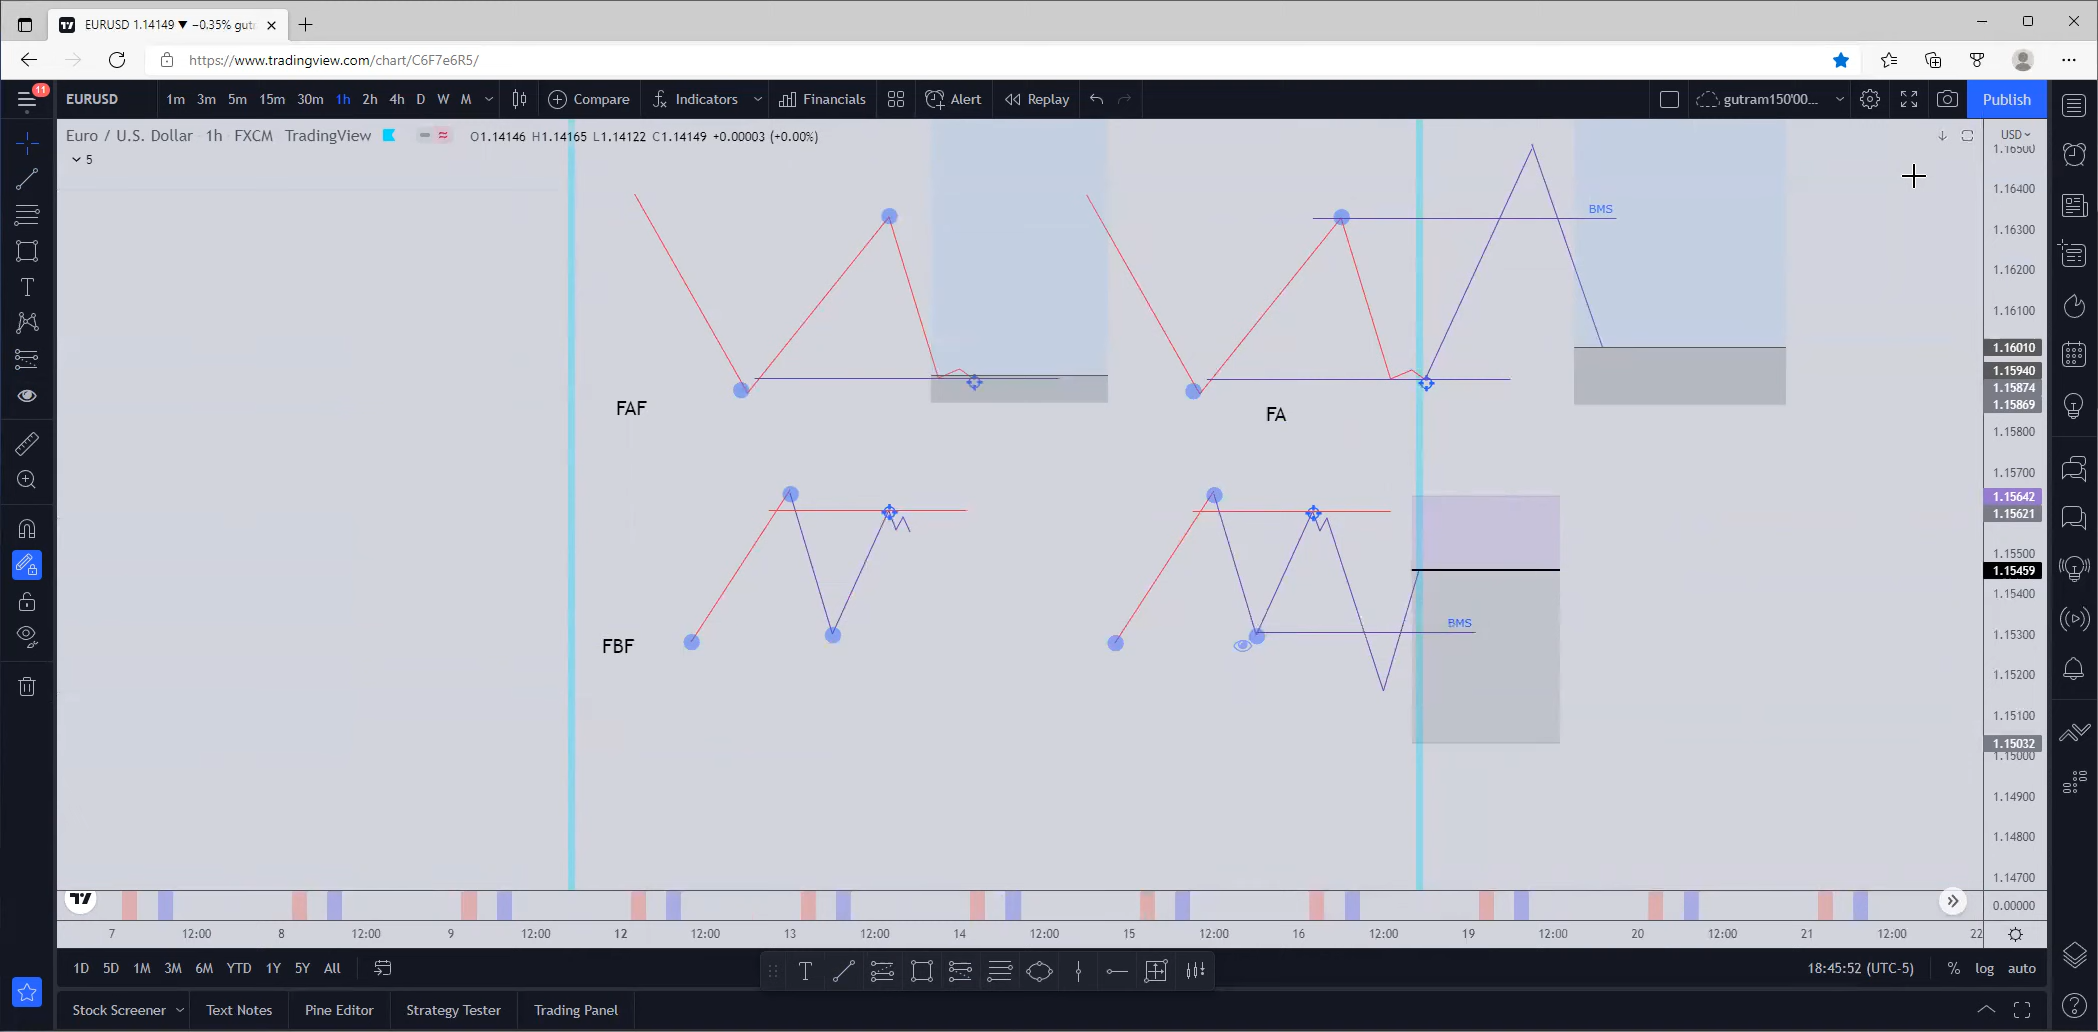 EURUSD 1.14149 ▼ −0.35% gut
https://www.tradingview.com/chart/C6F7e6R5/
11
EURUSD 1m 3m 5m 15m 30m 1h 2h 4h D W M Compare Indicators Financials Alert Replay gutram150'00... Publish
Euro / U.S. Dollar 1h FXCM TradingView O1.14146 H1.14165 L1.14122 C1.14149 +0.00003 (+0.00%)
5
USD
1.16500
1.16400
BMS
1.16300
1.16200
1.16100
1.16010
1.15940
1.15874
1.15869
FAF
FA
1.15800
1.15700
1.15642
1.15621
1.15500
1.15459
1.15400
BMS
1.15300
FBF
1.15200
1.15100
1.15032
1.15000
1.14900
1.14800
1.14700
0.00000
7 12:00 8 12:00 9 12:00 12 12:00 13 12:00 14 12:00 15 12:00 16 12:00 19 12:00 20 12:00 21 12:00 22
1D 5D 1M 3M 6M YTD 1Y 5Y All T 18:45:52 (UTC-5) % log auto
Stock Screener Text Notes Pine Editor Strategy Tester Trading Panel